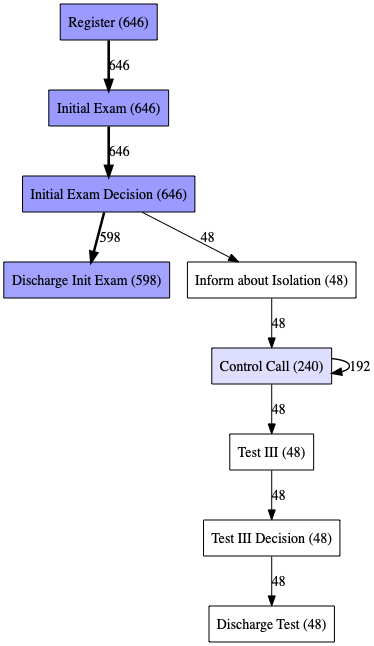 Register (646)
646
Initial Exam (646)
646
Initial Exam Decision (646)
598
48
Discharge Init Exam (598)
Inform about Isolation (48)
48
Control Call (240)
192
48
Test III (48)
48
Test III Decision (48)
48
Discharge Test (48)